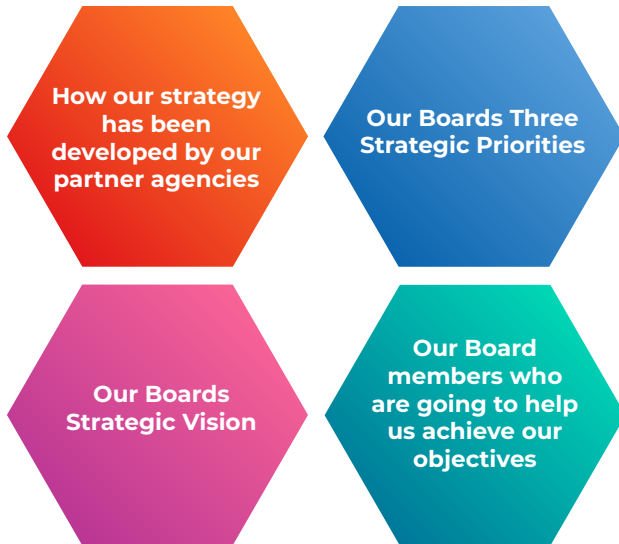 How our strategy
has been
developed by our
partner agencies
Our Boards Three
Strategic Priorities
Our Boards
Strategic Vision
Our Board
members who
are going to help
us achieve our
objectives